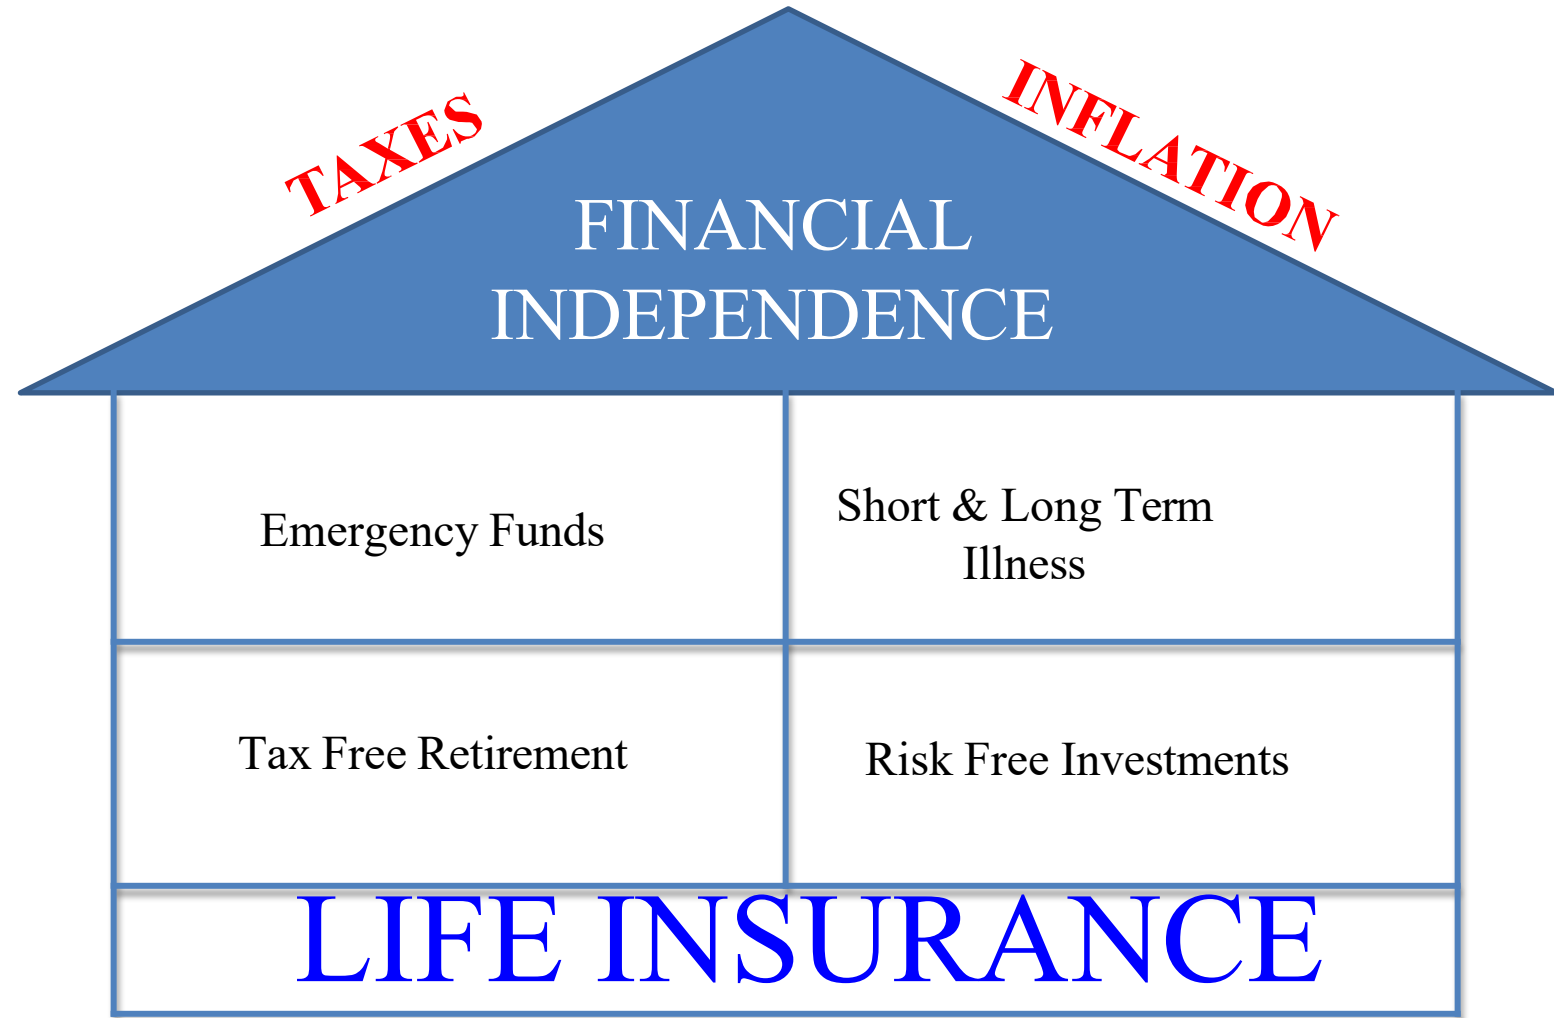 TAXES
INFLATION
FINANCIAL
INDEPENDENCE
Emergency Funds
Short & Long Term
Illness
Tax Free Retirement
Risk Free Investments
LIFE INSURANCE